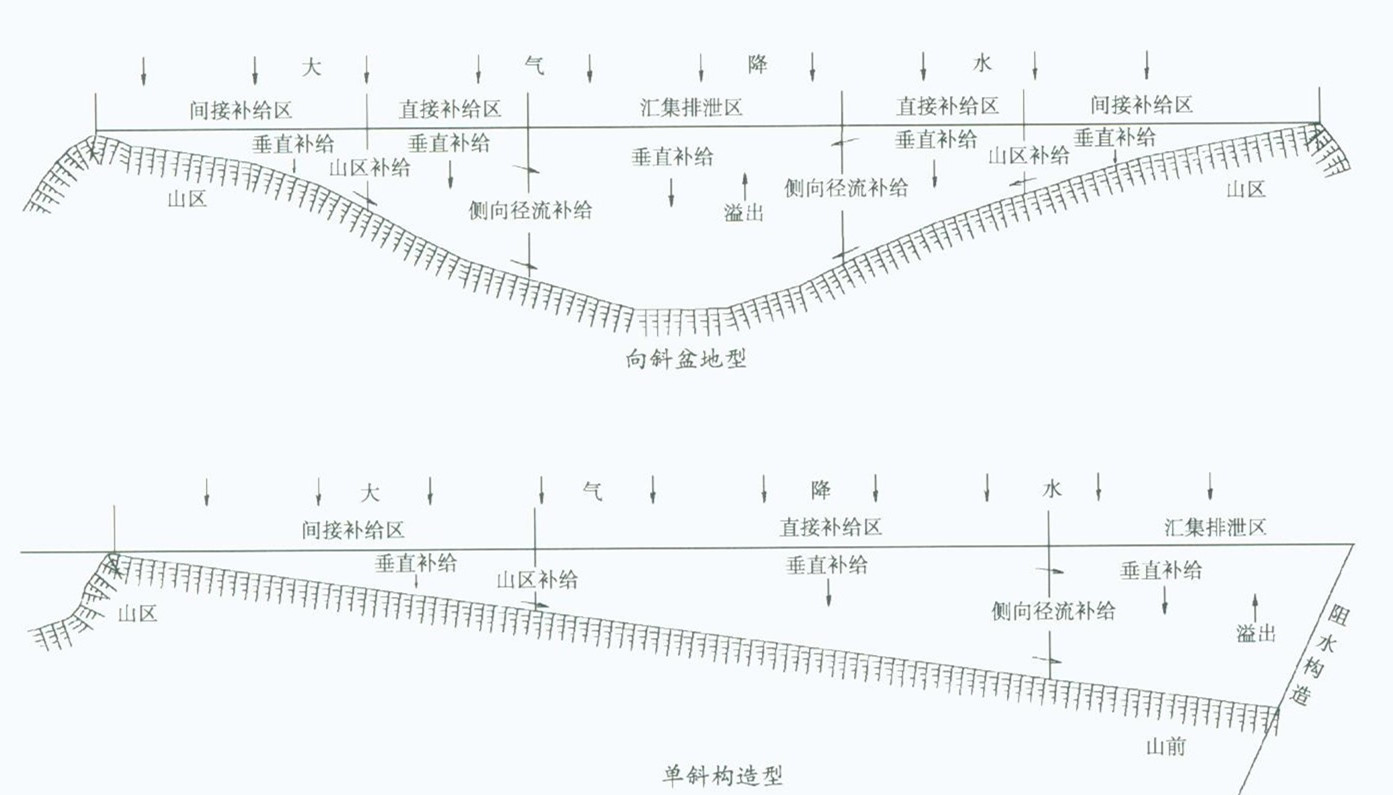 大 气 降 水
间接补给区 直接补给区 汇集排泄区 直接补给区 间接补给区
垂直补给 垂直补给 垂直补给 垂直补给 垂直补给
山区补给 山区补给
山区 侧向径流补给 溢出 侧向径流补给 山区
向斜盆地型
大 气 降 水
间接补给区 直接补给区 汇集排泄区
垂直补给 垂直补给 垂直补给
山区补给
山区 侧向径流补给 溢出 阻水构造
山前
单斜构造型